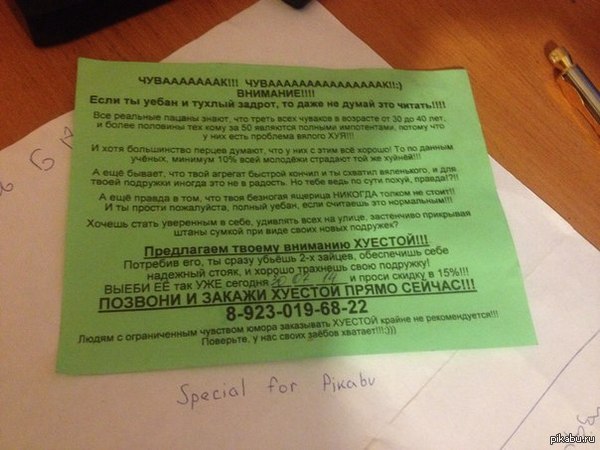 ЧУВААААААAK!!! ЧУВААААААААААААААAK!!:)
ВНИМАНИЕ!!!!
Если ты уебан и тухлый задрот, то даже не думай это читать!!!!
Все реальные пацаны знают, что треть всех чуваков в возрасте от 30 до 40 лет,
и более половины тех кому за 50 являются полными импотентами, потому что
у них есть проблема вялого ХУЯ!!!
И хотя большинство перцев думают, что у них с этим всё хорошо! То по данным
учёных, минимум 10% всей молодёжи страдают той же хуйнёй!!!
А ещё бывает, что твой агрегат быстрой кончил и ты схватил вяленького, и для
твоей подружки иногда это не в радость. Но тебе ведь по сути похуй, правда!?!!
А ещё правда в том, что твоя безногая ящерица НИКОГДА толком не стоит!!
И ты прости пожалуйста, полный уебан, если считаешь это нормальным!!!
Хочешь стать уверенным в себе, удивлять всех на улице, застенчиво прикрывая
штаны сумкой при виде своих новых подружек?
Предлагаем твоему вниманию ХУЕСТОЙ!!!
Потребив его, ты сразу убьёшь 2-х зайцев, обеспечишь себе
надежный стояк, и хорошо трахнешь свою подружку!
ВЫЕБИ ЕЁ так УЖЕ сегодня и проси скидку в 15%!!!
ПОЗВОНИ И ЗАКАЖИ ХУЕСТОЙ ПРЯМО СЕЙЧАС!!!
8-923-019-68-22
Людям с ограниченным чувством юмора заказывать ХУЕСТОЙ крайне не рекомендуется!!!
Поверьте, у нас своих заёбов хватает!!!:)))
Special for Pikabu
pikabu.ru